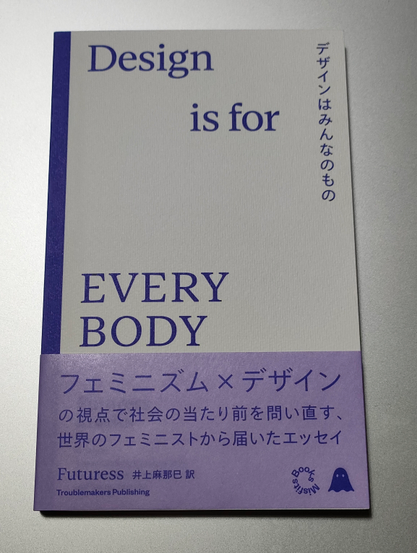 Design
is for
EVERY
BODY
デザインはみんなのもの
フェミニズム×デザイン
の視点で社会の当たり前を問い直す、
世界のフェミニストから届いたエッセイ
Futuress 井上麻那巳 訳
Troublemakers Publishing
Books Misfits